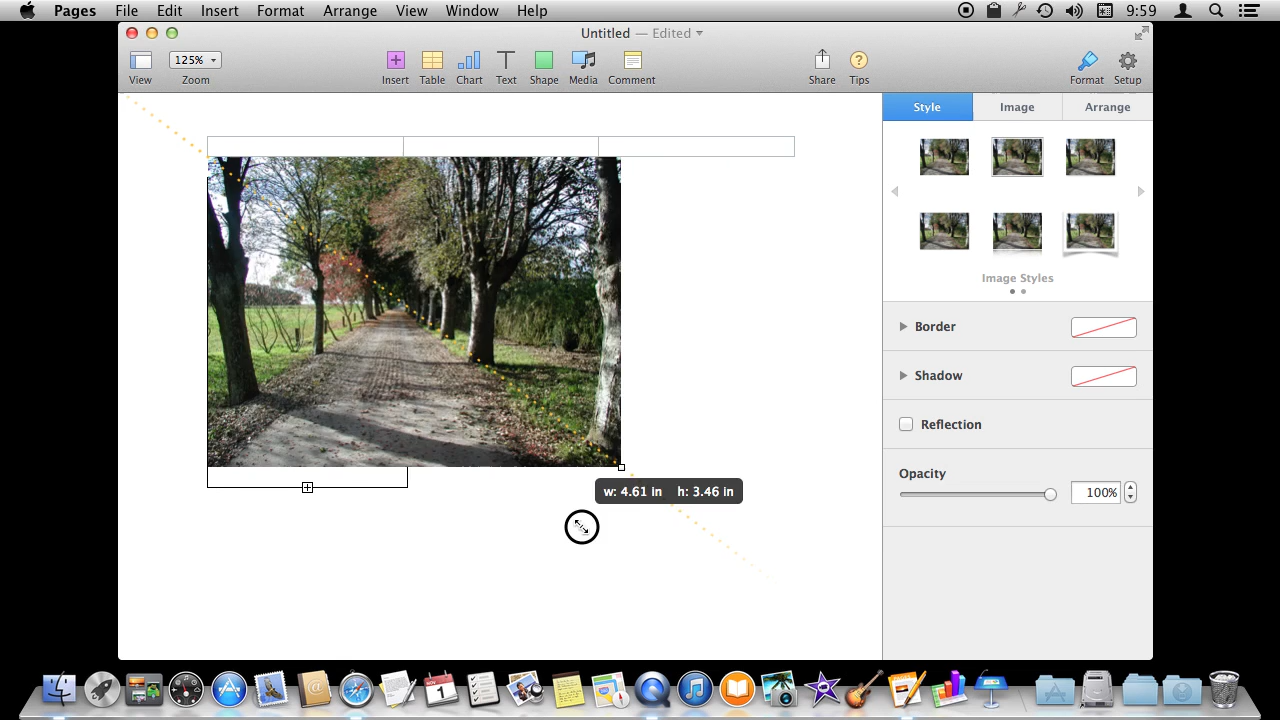 Pages File Edit Insert Format Arrange View Window Help 9:59
Untitled — Edited
125%
View Zoom Insert Table Chart Text Shape Media Comment Share Tips Format Setup
Style Image Arrange
Image Styles
Border
Shadow
Reflection
Opacity
100%
w: 4.61 in h: 3.46 in
NOV
1